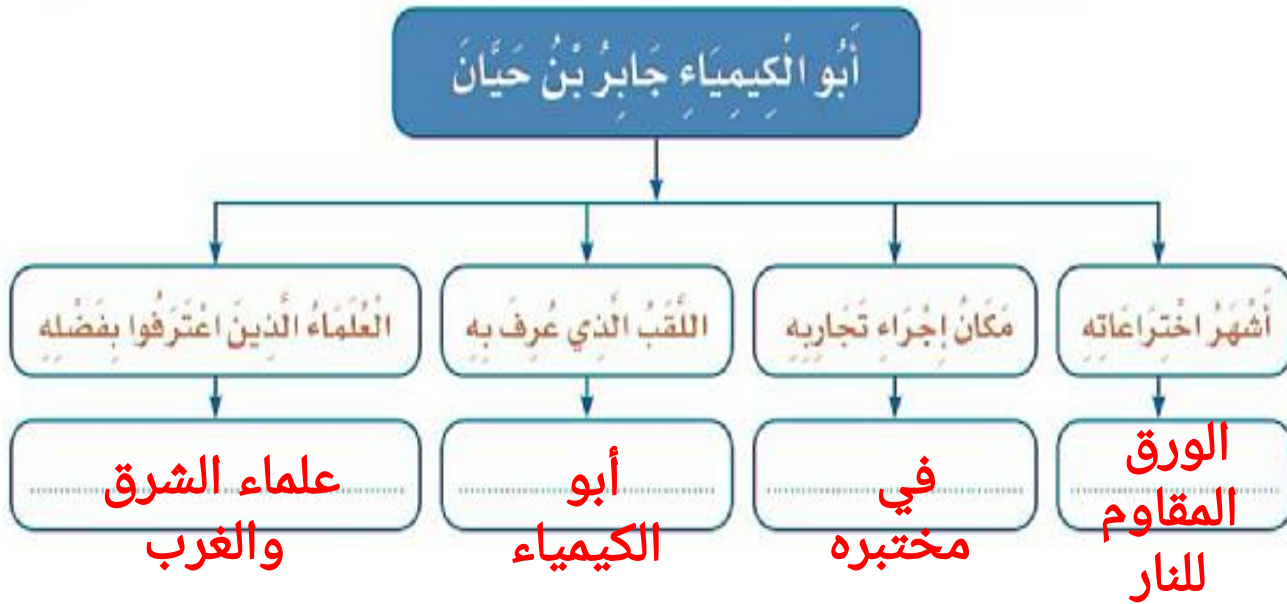 أَبُو الْكِيمِيَاءِ جَابِرُ بْنُ حَيَّانَ
أَشْهَرُ اخْتِرَاعَاتِهِ
مَكَانُ إِجْرَاءِ تَجَارِبِهِ
اللَّقَبُ الَّذِي عُرِفَ بِهِ
الْعُلَمَاءُ الَّذِينَ اعْتَرَفُوا بِفَضْلِهِ
الورق
المقاوم
للنار
في
مختبره
أبو
الكيمياء
علماء الشرق
والغرب